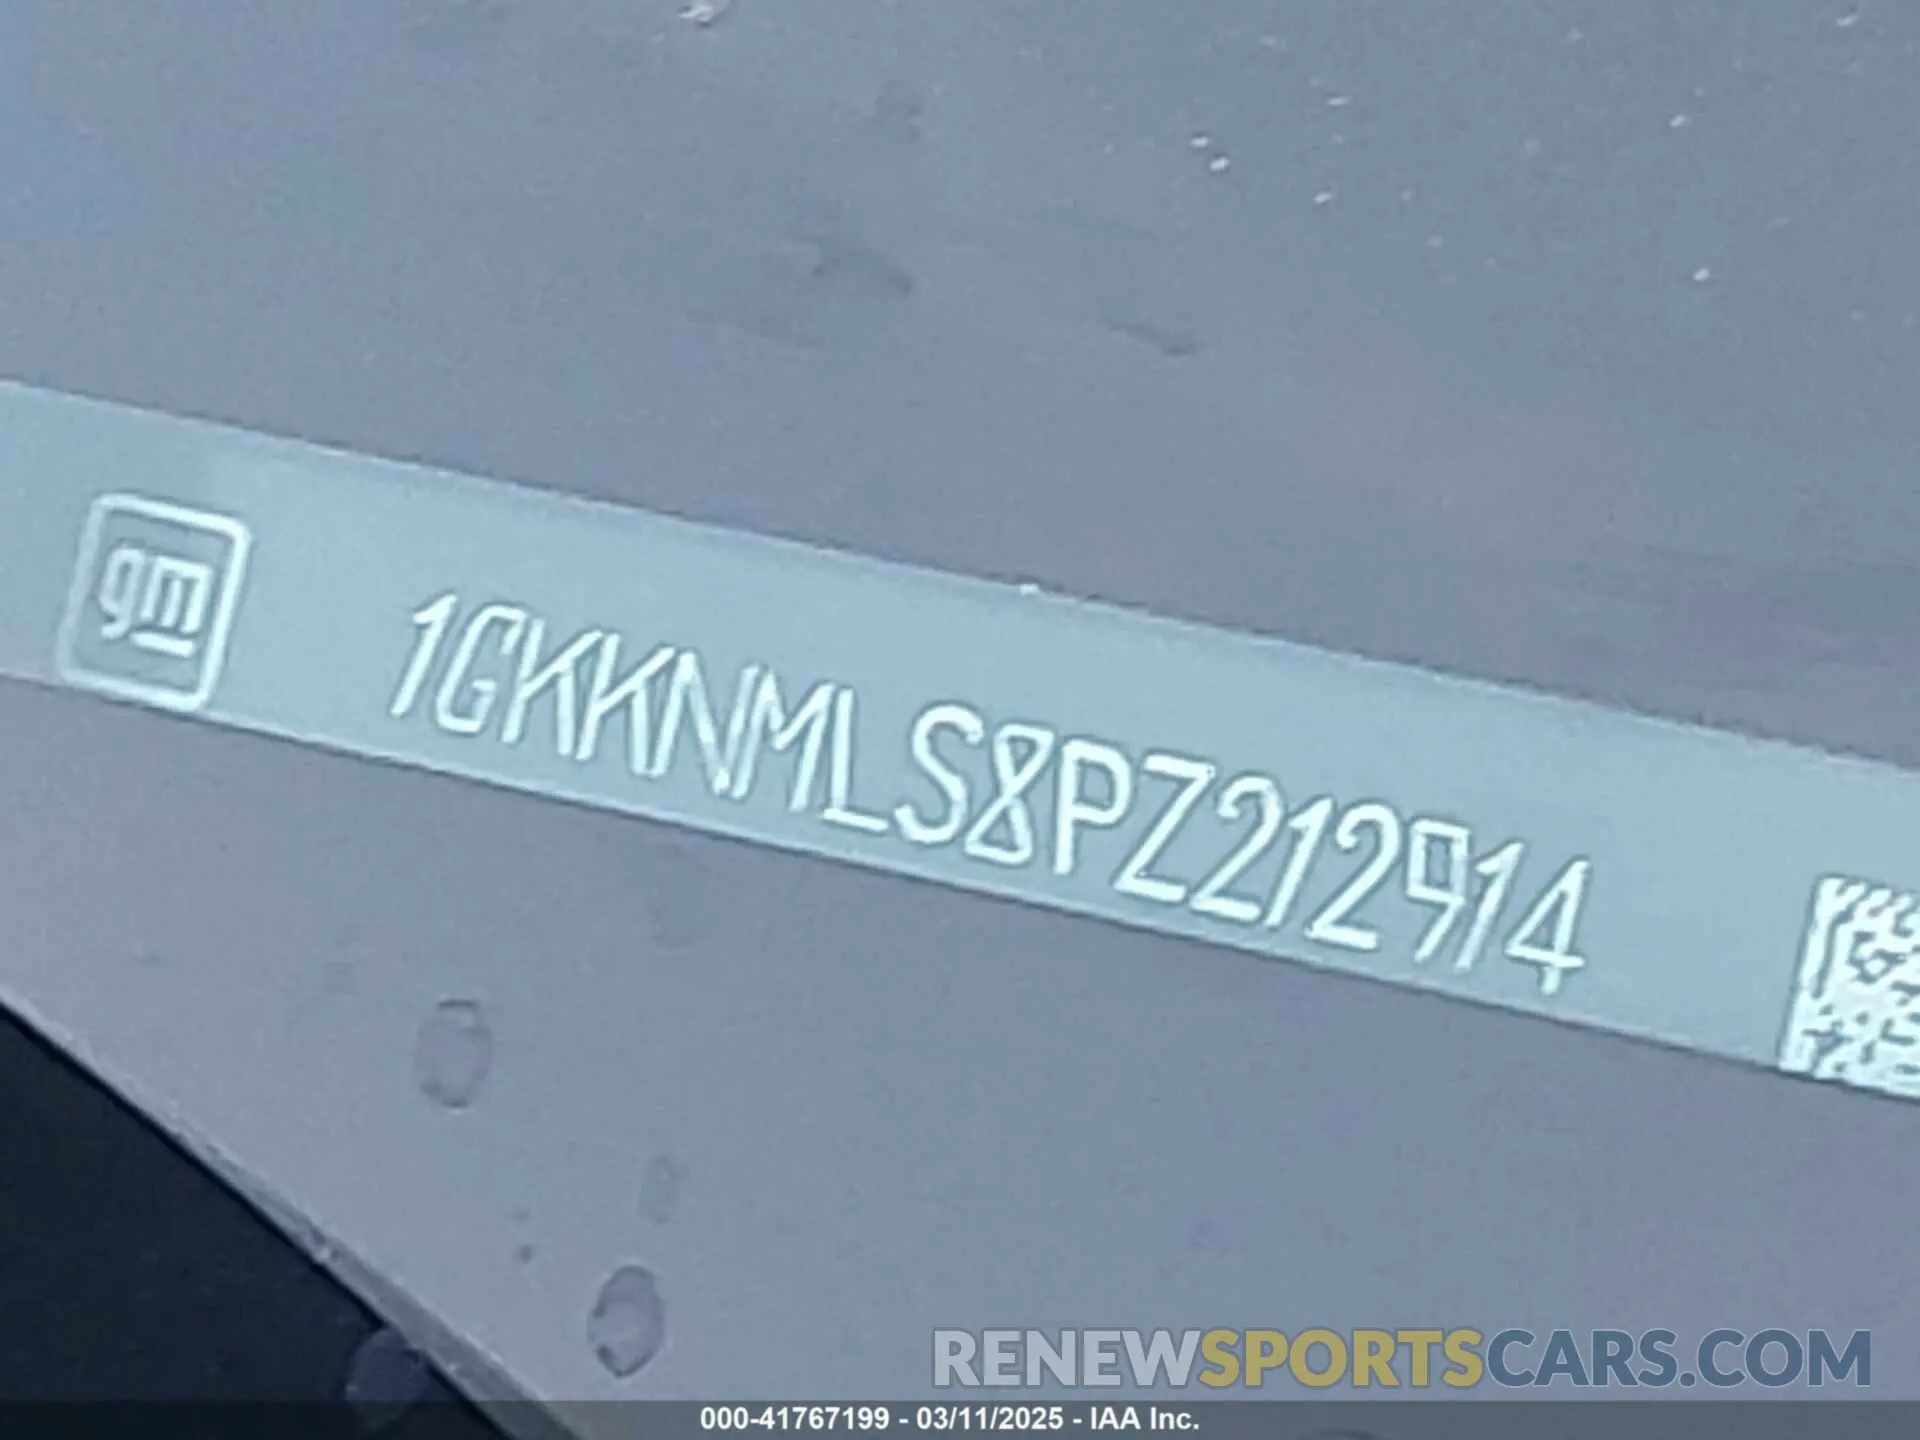 gm 1GKKNMLS8PZ212914
RENEWSPORTSCARS.COM
000-41767199 - 03/11/2025 - IAA Inc.